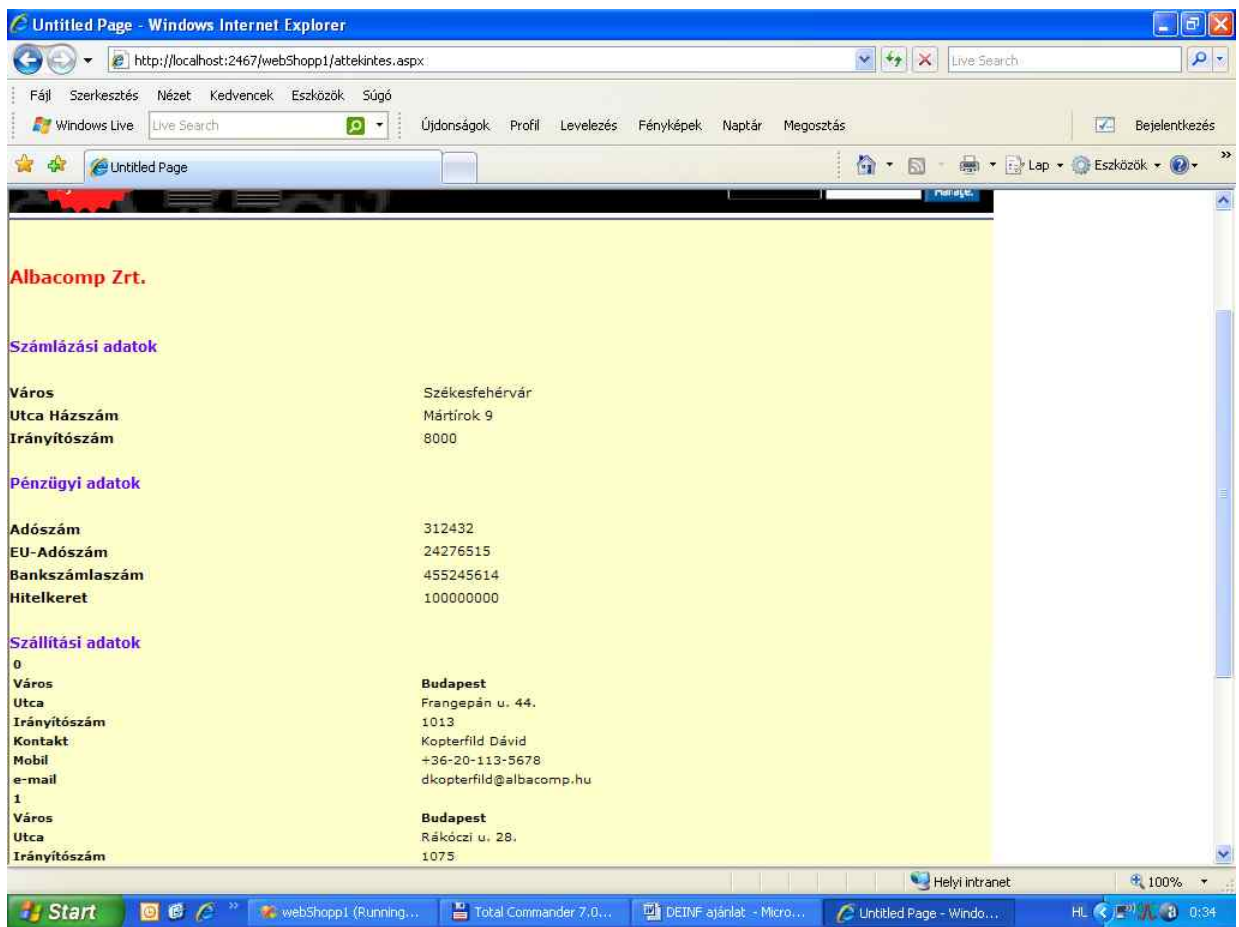 Untitled Page - Windows Internet Explorer
http://localhost:2467/webShopp1/attekintes.aspx
Live Search
Fájl Szerkesztés Nézet Kedvencek Eszközök Súgó
Windows Live Live Search Újdonságok Profil Levelezés Fényképek Naptár Megosztás Bejelentkezés
Untitled Page Lap Eszközök
Albacomp Zrt.
Számlázási adatok
Város Székesfehérvár
Utca Házszám Mártírok 9
Irányítószám 8000
Pénzügyi adatok
Adószám 312432
EU-Adószám 24276515
Bankszámlaszám 455245614
Hitelkeret 100000000
Szállítási adatok
0
Város Budapest
Utca Frangepán u. 44.
Irányítószám 1013
Kontakt Kopterfild Dávid
Mobil +36-20-113-5678
e-mail dkopterfild@albacomp.hu
1
Város Budapest
Utca Rákóczi u. 28.
Irányítószám 1075
Helyi intranet 100%
Start webShopp1 (Running... Total Commander 7.0... DEINF ajánlat - Micro... Untitled Page - Windo... HL 0:34